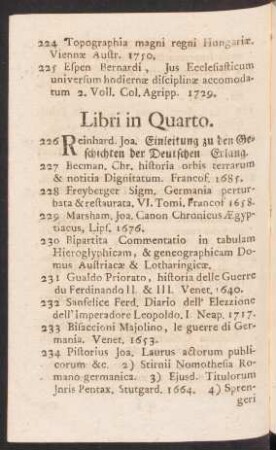 224 Topographia magni regni Hungariæ.
Viennæ Austr. 1750.
225 Espen Bernardi, Jus Ecclesiasticum
universum hodiernæ disciplinæ accomoda-
tum 2. Voll. Col. Agripp. 1729.
Libri in Quarto.
226 Reinhard. Joa. Einleitung zu den Ge-
schichten der Deutschen Erlang.
227 Becman. Chr. historia orbis terrarum
& notitia Dignitatum. Francof. 1685.
228 Freyberger Sigm. Germania pertur-
bata & restaurata, VI. Tomi. Francof 1658.
229 Marsham. Joa. Canon Chronicus Ægyp-
tiacus, Lips. 1676.
230 Bipartita Commentatio in tabulam
Hieroglyphicam, & geneographicam Do-
mus Austriacæ & Lotharingicæ.
231 Gualdo Priorato, historia delle Guerre
du Ferdinando II. & III. Venet. 1640.
232 Sanfelice Ferd. Diario dell' Elezzione
dell'imperadore Leopoldo. I. Neap. 1717.
233 Bisaccioni Majolino, le guerre di Ger-
mania. Venet. 1653.
234 Pistorius Joa. Laurus actorum publi-
corum &c. 2) Stirnii Nomothesia Ro-
mano-germanica. 3) Ejusd. Titulorum
Jnris Pentax. Stutgard. 1664. 4) Spren-
geri